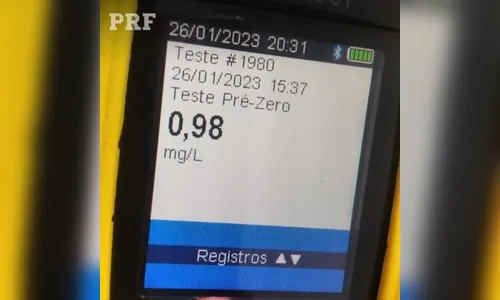 PRF
26/01/2023 20:31
Teste #1980
26/01/2023 15:37
Teste Pré-Zero
0,98
mg/L
Registros ▲▼